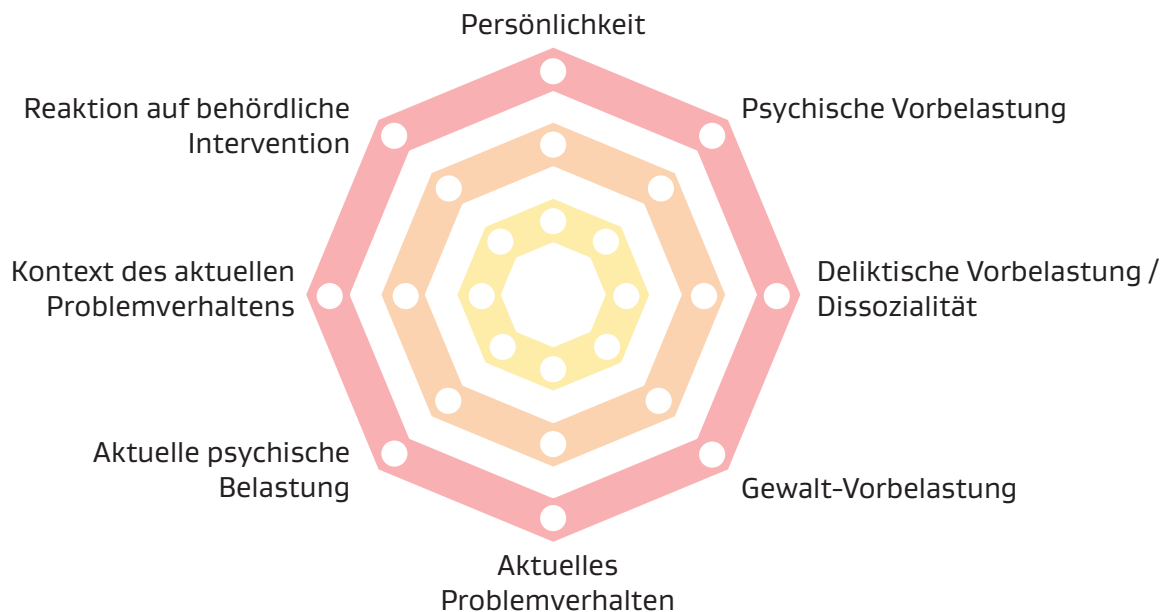 Persönlichkeit
Psychische Vorbelastung
Deliktische Vorbelastung /
Dissozialität
Gewalt-Vorbelastung
Aktuelles
Problemverhalten
Aktuelle psychische
Belastung
Kontext des aktuellen
Problemverhaltens
Reaktion auf behördliche
Intervention